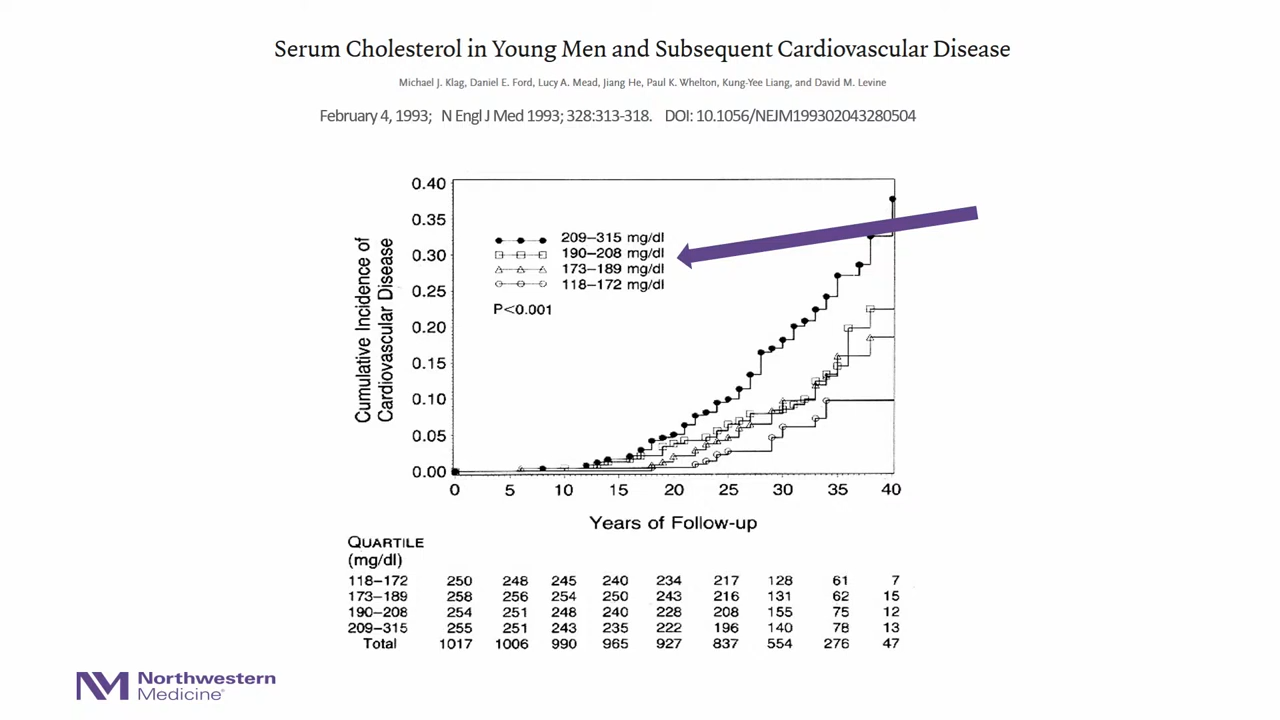 Serum Cholesterol in Young Men and Subsequent Cardiovascular Disease
Michael J. Klag, Daniel E. Ford, Lucy A. Mead, Jiang He, Paul K. Whelton, Kung-Yee Liang, and David M. Levine
February 4, 1993; N Engl J Med 1993; 328:313-318. DOI: 10.1056/NEJM199302043280504
Cumulative Incidence of
Cardiovascular Disease
0.40
0.35
0.30
0.25
0.20
0.15
0.10
0.05
0.00
209–315 mg/dl
190–208 mg/dl
173–189 mg/dl
118–172 mg/dl
P<0.001
0 5 10 15 20 25 30 35 40
Years of Follow-up
QUARTILE
(mg/dl)
118–172 250 248 245 240 234 217 128 61 7
173–189 258 256 254 250 243 216 131 62 15
190–208 254 251 248 240 228 208 155 75 12
209–315 255 251 243 235 222 196 140 78 13
Total 1017 1006 990 965 927 837 554 276 47
NM Northwestern
Medicine®